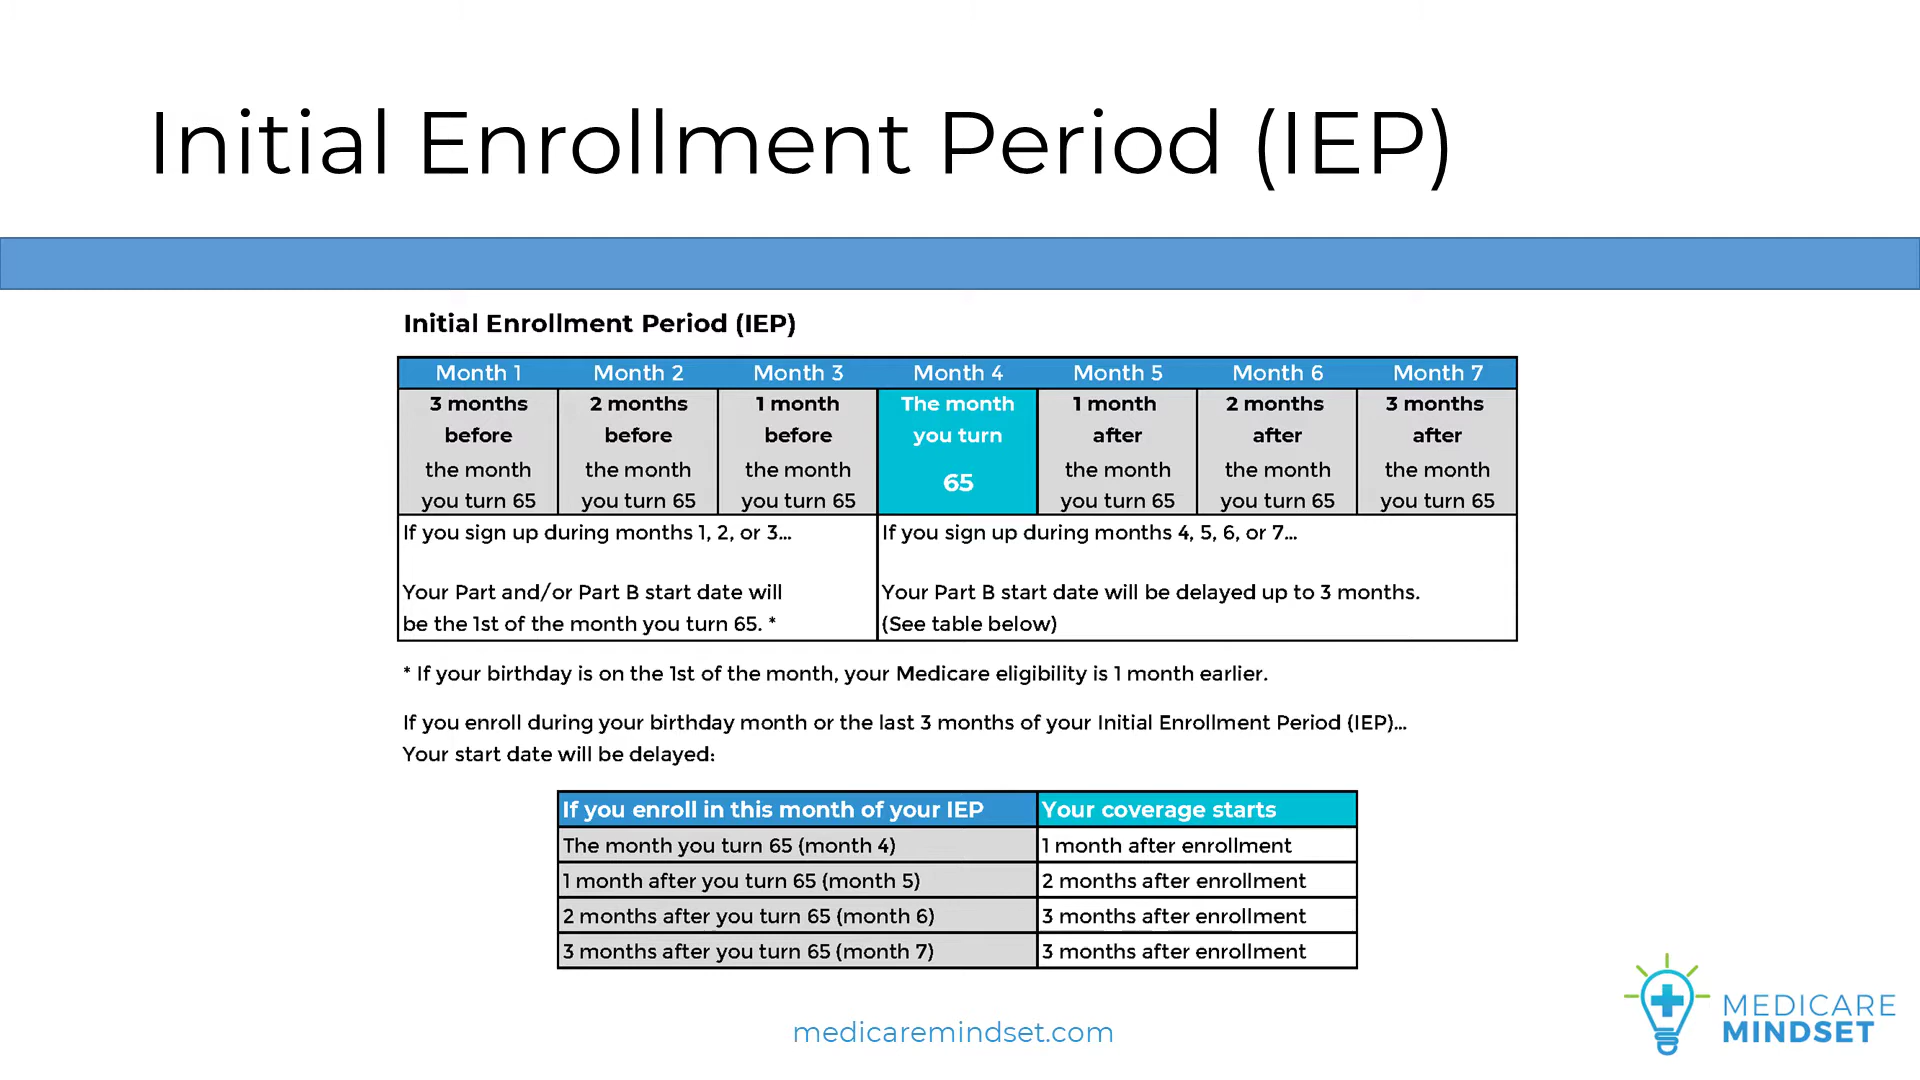 Initial Enrollment Period (IEP)
Initial Enrollment Period (IEP)
Month 1 Month 2 Month 3 Month 4 Month 5 Month 6 Month 7
3 months 2 months 1 month The month 1 month 2 months 3 months
before before before you turn after after after
the month the month the month 65 the month the month the month
you turn 65 you turn 65 you turn 65 you turn 65 you turn 65 you turn 65
If you sign up during months 1, 2, or 3... If you sign up during months 4, 5, 6, or 7...
Your Part and/or Part B start date will Your Part B start date will be delayed up to 3 months.
be the 1st of the month you turn 65. * (See table below)
* If your birthday is on the 1st of the month, your Medicare eligibility is 1 month earlier.
If you enroll during your birthday month or the last 3 months of your Initial Enrollment Period (IEP)...
Your start date will be delayed:
If you enroll in this month of your IEP Your coverage starts
The month you turn 65 (month 4) 1 month after enrollment
1 month after you turn 65 (month 5) 2 months after enrollment
2 months after you turn 65 (month 6) 3 months after enrollment
3 months after you turn 65 (month 7) 3 months after enrollment
medicaremindset.com
MEDICARE
MINDSET